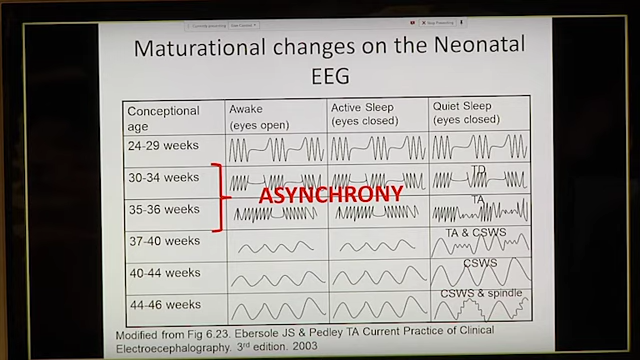 Maturational changes on the Neonatal
EEG
Conceptional
age
Awake
(eyes open)
Active Sleep
(eyes closed)
Quiet Sleep
(eyes closed)
24-29 weeks
30-34 weeks
TD
35-36 weeks
ASYNCHRONY
TA
37-40 weeks
TA & CSWS
40-44 weeks
CSWS
44-46 weeks
CSWS & spindle
Modified from Fig 6.23. Ebersole JS & Pedley TA Current Practice of Clinical
Electroecephalography. 3rd edition. 2003